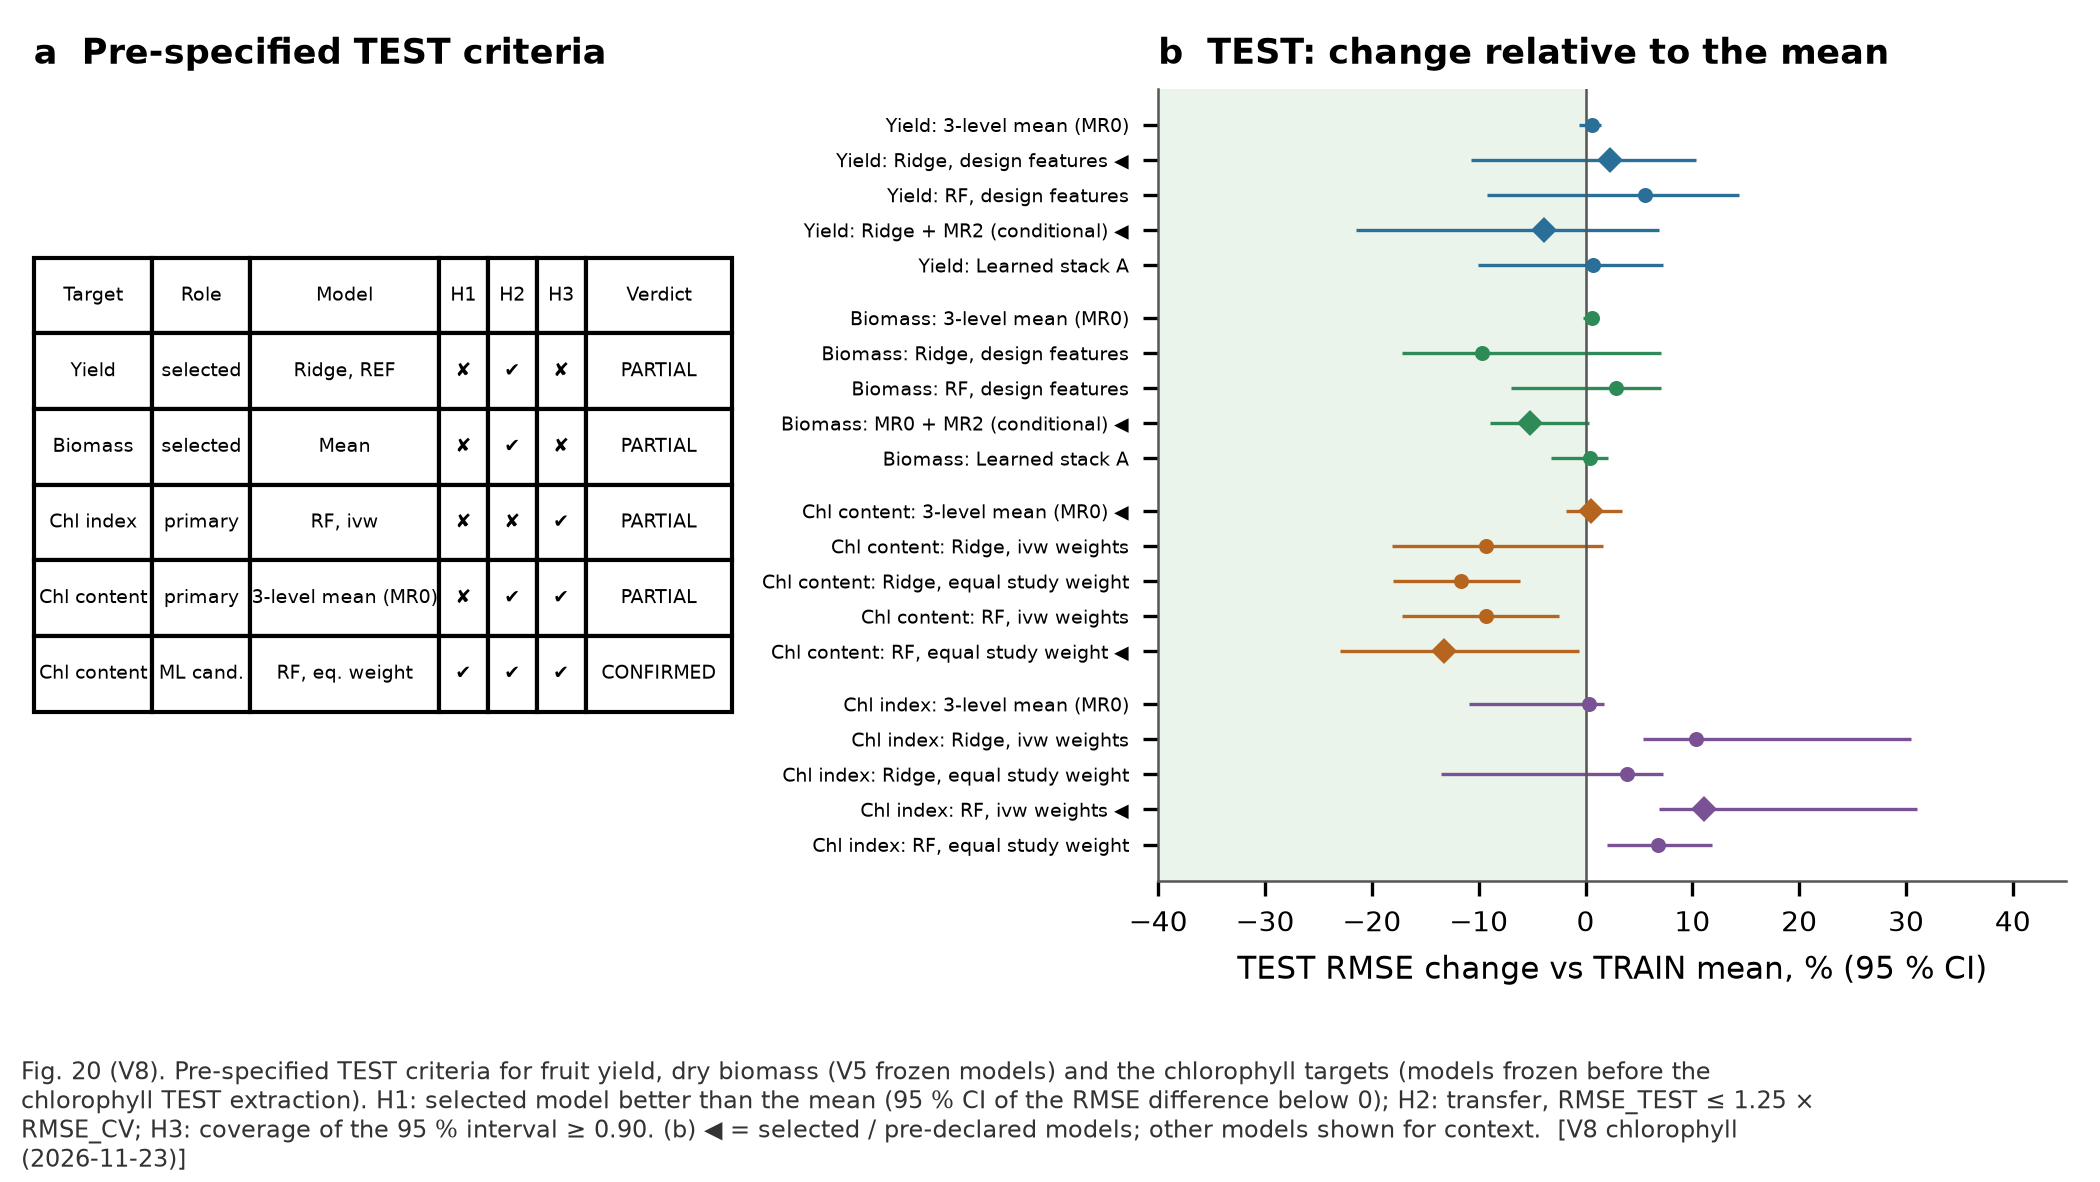 a Pre-specified TEST criteria
Target Role Model H1 H2 H3 Verdict
Yield selected Ridge, REF ✘ ✔ ✘ PARTIAL
Biomass selected Mean ✘ ✔ ✘ PARTIAL
Chl index primary RF, ivw ✘ ✘ ✔ PARTIAL
Chl content primary 3-level mean (MR0) ✘ ✔ ✔ PARTIAL
Chl content ML cand. RF, eq. weight ✔ ✔ ✔ CONFIRMED
b TEST: change relative to the mean
Yield: 3-level mean (MR0)
Yield: Ridge, design features ◄
Yield: RF, design features
Yield: Ridge + MR2 (conditional) ◄
Yield: Learned stack A
Biomass: 3-level mean (MR0)
Biomass: Ridge, design features
Biomass: RF, design features
Biomass: MR0 + MR2 (conditional) ◄
Biomass: Learned stack A
Chl content: 3-level mean (MR0) ◄
Chl content: Ridge, ivw weights
Chl content: Ridge, equal study weight
Chl content: RF, ivw weights
Chl content: RF, equal study weight ◄
Chl index: 3-level mean (MR0)
Chl index: Ridge, ivw weights
Chl index: Ridge, equal study weight
Chl index: RF, ivw weights ◄
Chl index: RF, equal study weight
−40 −30 −20 −10 0 10 20 30 40
TEST RMSE change vs TRAIN mean, % (95 % CI)
Fig. 20 (V8). Pre-specified TEST criteria for fruit yield, dry biomass (V5 frozen models) and the chlorophyll targets (models frozen before the
chlorophyll TEST extraction). H1: selected model better than the mean (95 % CI of the RMSE difference below 0); H2: transfer, RMSE_TEST ≤ 1.25 ×
RMSE_CV; H3: coverage of the 95 % interval ≥ 0.90. (b) ◄ = selected / pre-declared models; other models shown for context. [V8 chlorophyll
(2026-11-23)]